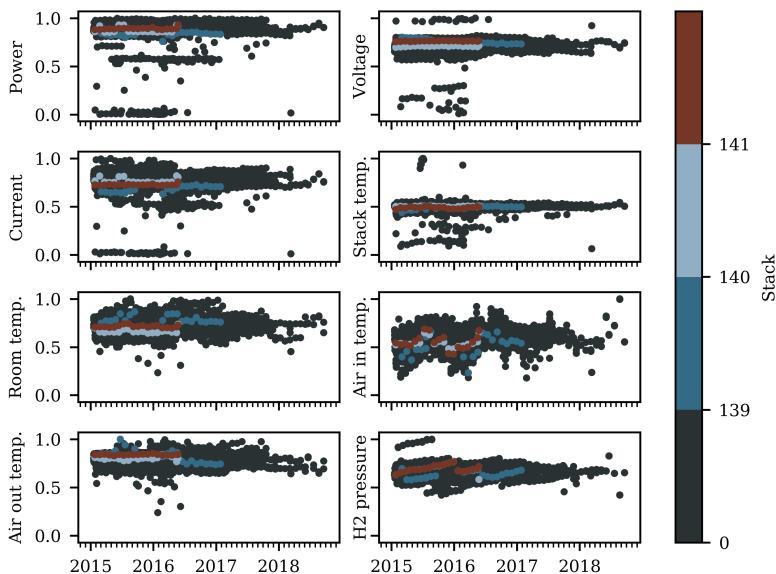 Power
1.0
0.5
0.0
Voltage
Current
1.0
0.5
0.0
Stack temp.
Room temp.
1.0
0.5
0.0
Air in temp.
Air out temp.
1.0
0.5
0.0
2015 2016 2017 2018
H2 pressure
2015 2016 2017 2018
141
140
139
0
Stack